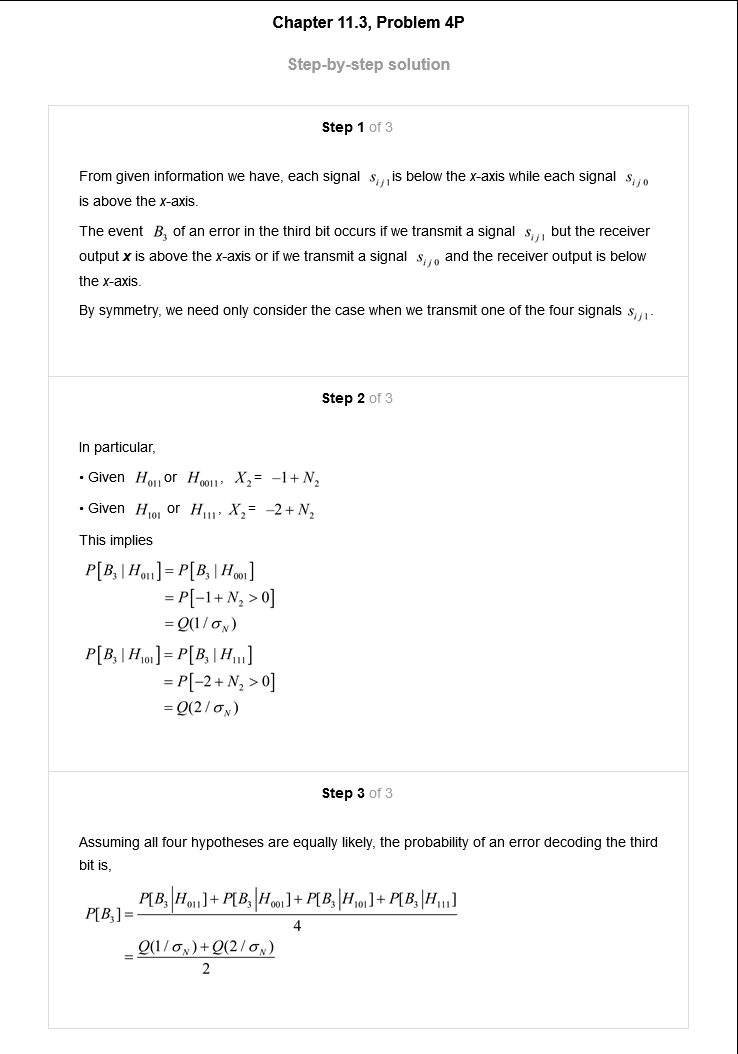 Chapter 11.3, Problem 4P
Step-by-step solution
Step 1 of 3
From given information we have, each signal s_{ij1} is below the x-axis while each signal s_{ij0}
is above the x-axis.
The event B_3 of an error in the third bit occurs if we transmit a signal s_{ij1} but the receiver
output x is above the x-axis or if we transmit a signal s_{ij0} and the receiver output is below
the x-axis.
By symmetry, we need only consider the case when we transmit one of the four signals s_{ij1}.
Step 2 of 3
In particular,
• Given H_{011} or H_{0011}, X_2 = –1 + N_2
• Given H_{101} or H_{111}, X_2 = –2 + N_2
This implies
P[B_3 | H_{011}] = P[B_3 | H_{001}]
= P[–1 + N_2 > 0]
= Q(1/σ_N)
P[B_3 | H_{101}] = P[B_3 | H_{111}]
= P[–2 + N_2 > 0]
= Q(2/σ_N)
Step 3 of 3
Assuming all four hypotheses are equally likely, the probability of an error decoding the third
bit is,
P[B_3] = \frac{P[B_3|H_{011}] + P[B_3|H_{001}] + P[B_3|H_{101}] + P[B_3|H_{111}]}{4}
= \frac{Q(1/σ_N) + Q(2/σ_N)}{2}